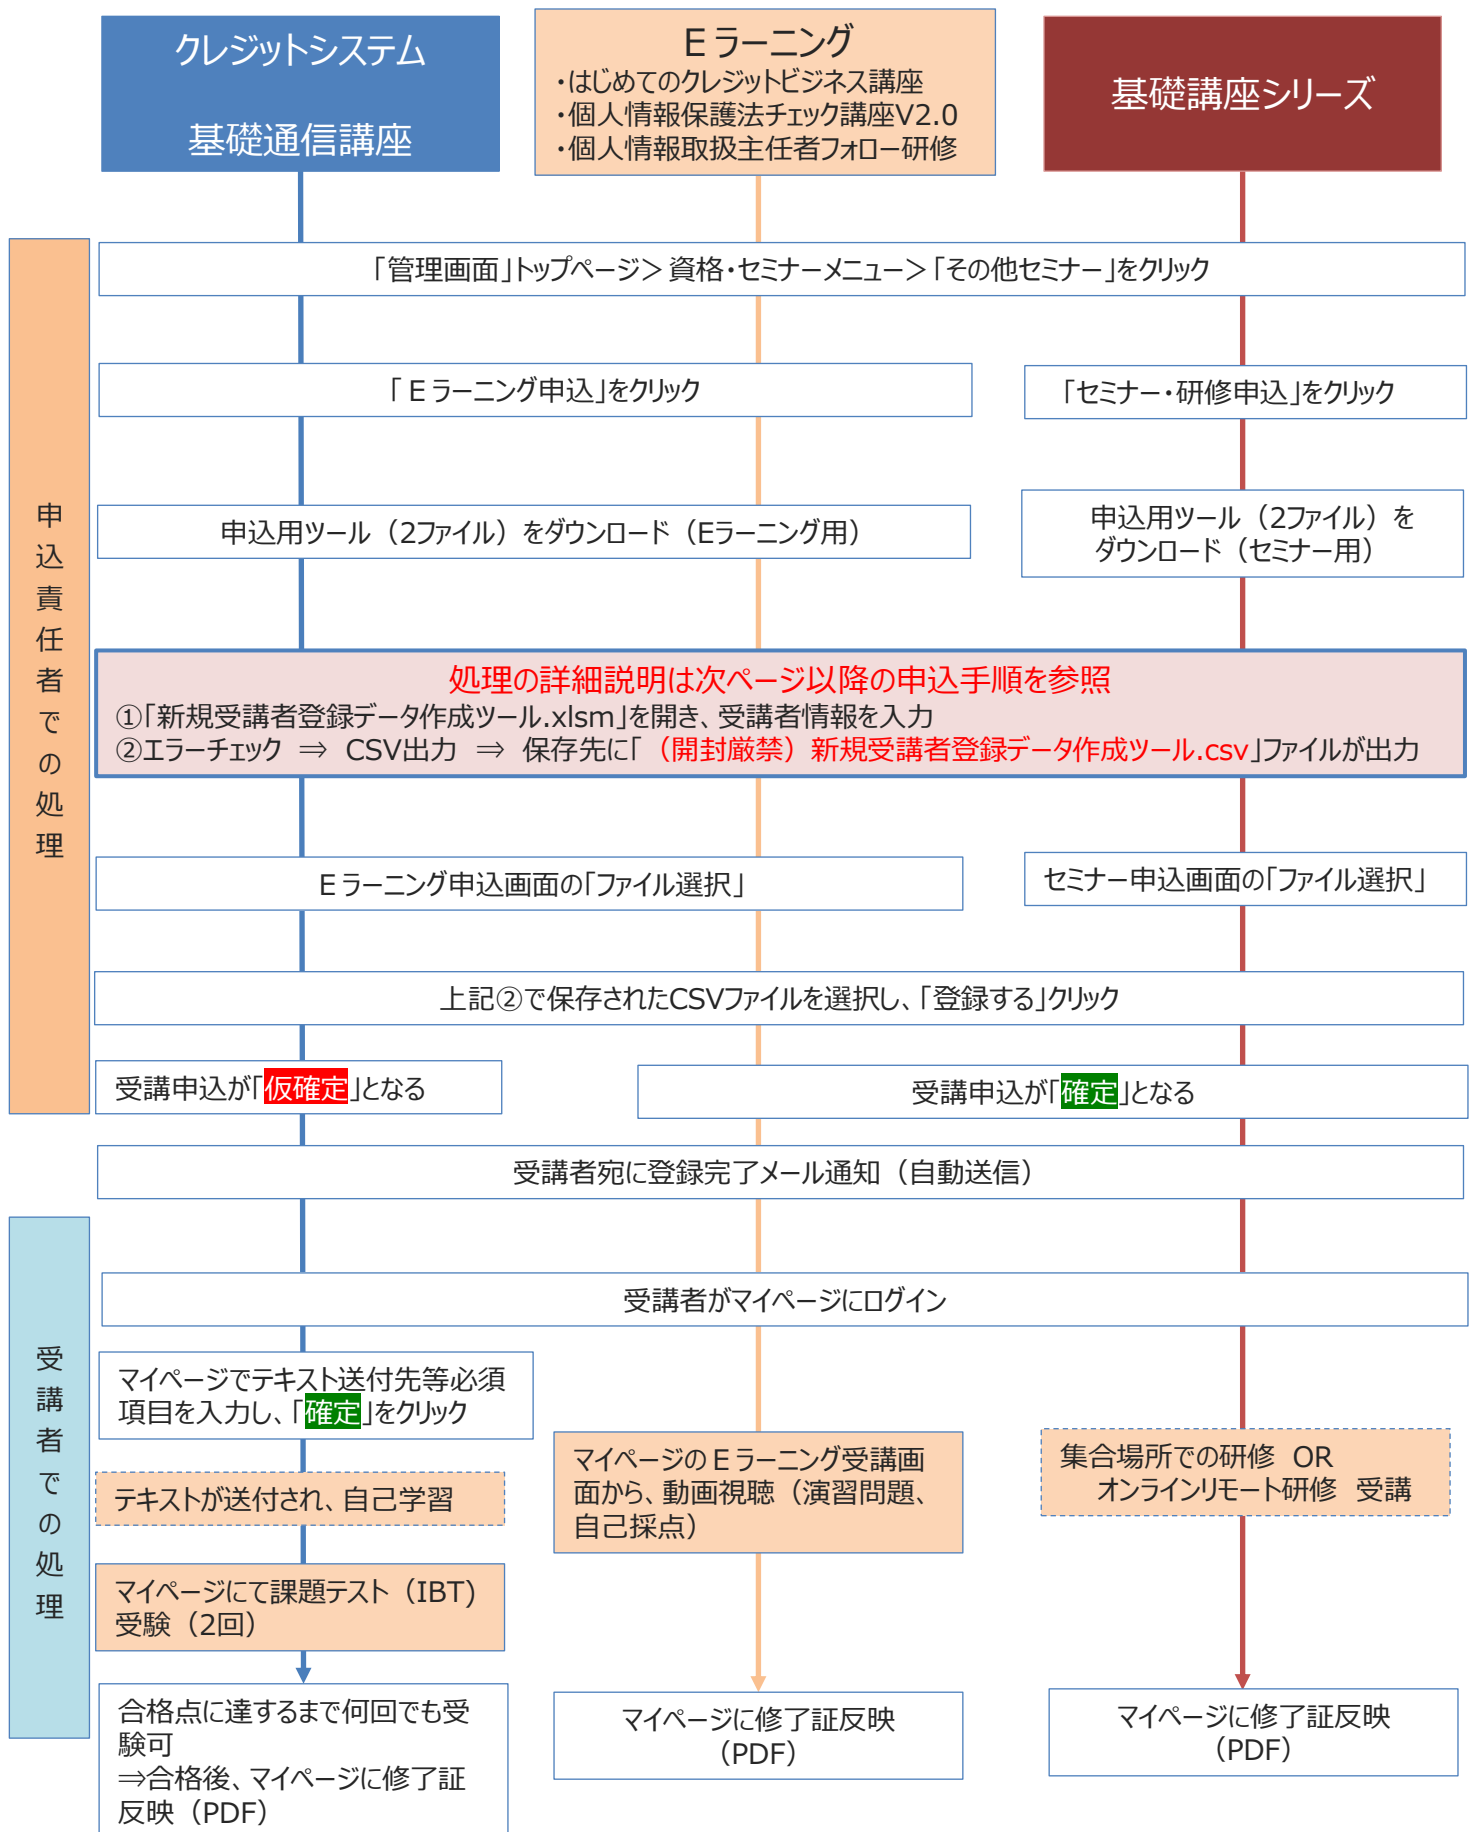 クレジットシステム
基礎通信講座
Eラーニング
・はじめてのクレジットビジネス講座
・個人情報保護法チェック講座V2.0
・個人情報取扱主任者フォロー研修
基礎講座シリーズ
申込責任者での処理
「管理画面」トップページ＞資格・セミナーメニュー＞「その他セミナー」をクリック
「Eラーニング申込」をクリック
「セミナー・研修申込」をクリック
申込用ツール（2ファイル）をダウンロード（Eラーニング用）
申込用ツール（2ファイル）を
ダウンロード（セミナー用）
処理の詳細説明は次ページ以降の申込手順を参照
①「新規受講者登録データ作成ツール.xlsm」を開き、受講者情報を入力
②エラーチェック ⇒ CSV出力 ⇒ 保存先に「（開封厳禁）新規受講者登録データ作成ツール.csv」ファイルが出力
Eラーニング申込画面の「ファイル選択」
セミナー申込画面の「ファイル選択」
上記②で保存されたCSVファイルを選択し、「登録する」クリック
受講申込が「仮確定」となる
受講申込が「確定」となる
受講者宛に登録完了メール通知（自動送信）
受講者での処理
受講者がマイページにログイン
マイページでテキスト送付先等必須
項目を入力し、「確定」をクリック
テキストが送付され、自己学習
マイページにて課題テスト（IBT)
受験（2回）
合格点に達するまで何回でも受
験可
⇒合格後、マイページに修了証
反映（PDF）
マイページのEラーニング受講画
面から、動画視聴（演習問題、
自己採点）
マイページに修了証反映
（PDF）
集合場所での研修 OR
オンラインリモート研修 受講
マイページに修了証反映
（PDF）